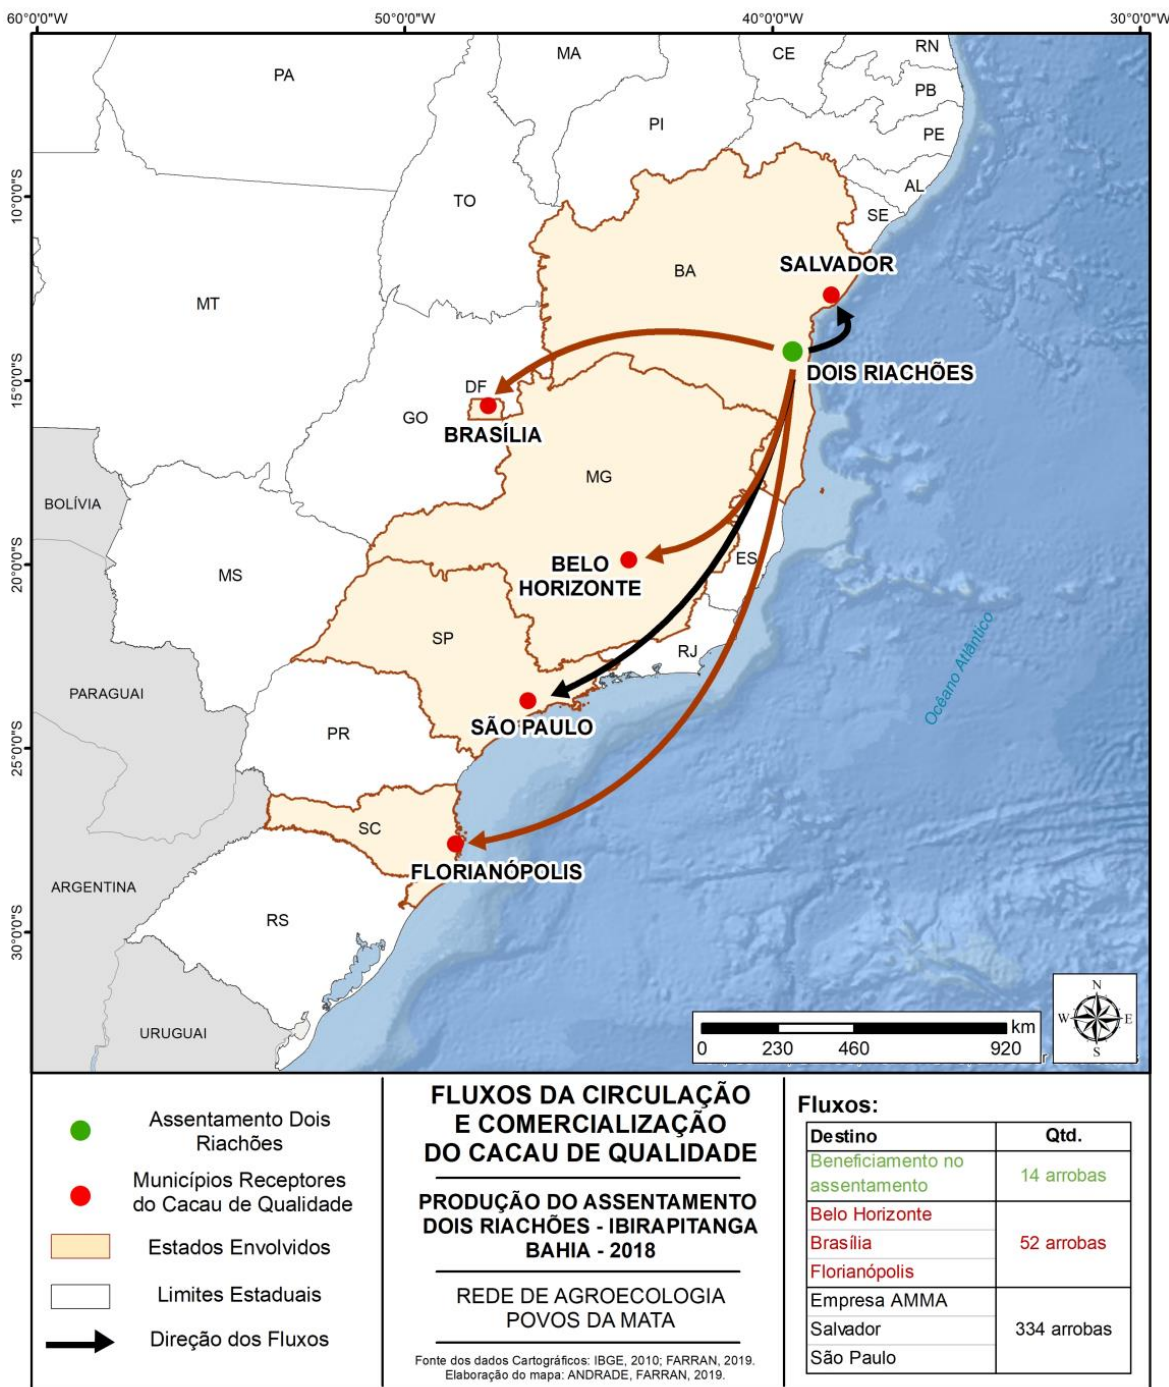 60°0'0"W
50°0'0"W
40°0'0"W
30°0'0"W
PA
MA
CE
RN
PB
PI
PE
AL
SE
TO
10°0'0"S
BA
SALVADOR
MT
DOIS RIACHÕES
15°0'0"S
DF
GO
BRASÍLIA
MG
BOLÍVIA
20°0'0"S
MS
BELO
HORIZONTE
ES
SP
RJ
Océano Atlântico
PARAGUAI
PR
SÃO PAULO
25°0'0"S
SC
FLORIANÓPOLIS
ARGENTINA
RS
30°0'0"S
URUGUAI
N
W E
S
km
0 230 460 920
Assentamento Dois
Riachões
Municípios Receptores
do Cacau de Qualidade
Estados Envolvidos
Limites Estaduais
Direção dos Fluxos
FLUXOS DA CIRCULAÇÃO
E COMERCIALIZAÇÃO
DO CACAU DE QUALIDADE
PRODUÇÃO DO ASSENTAMENTO
DOIS RIACHÕES - IBIRAPITANGA
BAHIA - 2018
REDE DE AGROECOLOGIA
POVOS DA MATA
Fonte dos dados Cartográficos: IBGE, 2010; FARRAN, 2019.
Elaboração do mapa: ANDRADE, FARRAN, 2019.
Fluxos:
Destino Qtd.
Beneficiamento no
assentamento 14 arrobas
Belo Horizonte
Brasília 52 arrobas
Florianópolis
Empresa AMMA
Salvador 334 arrobas
São Paulo